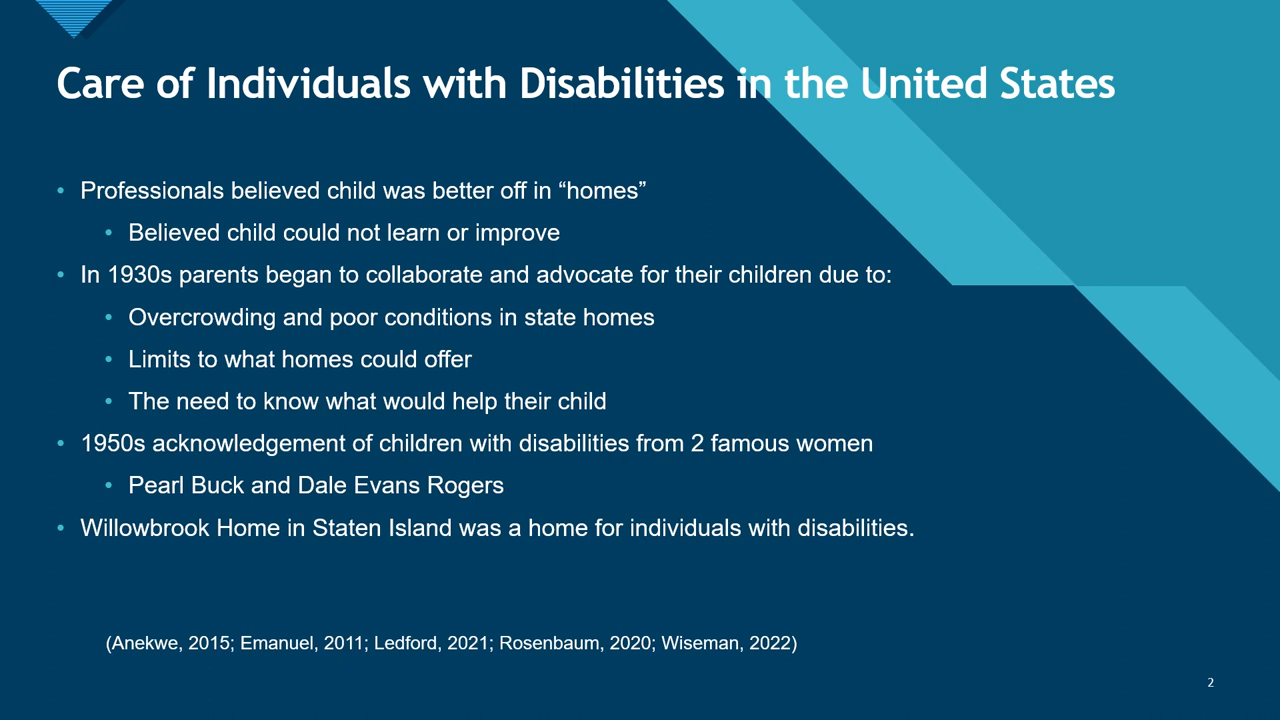 Care of Individuals with Disabilities in the United States
• Professionals believed child was better off in “homes”
• Believed child could not learn or improve
• In 1930s parents began to collaborate and advocate for their children due to:
• Overcrowding and poor conditions in state homes
• Limits to what homes could offer
• The need to know what would help their child
• 1950s acknowledgement of children with disabilities from 2 famous women
• Pearl Buck and Dale Evans Rogers
• Willowbrook Home in Staten Island was a home for individuals with disabilities.
(Anekwe, 2015; Emanuel, 2011; Ledford, 2021; Rosenbaum, 2020; Wiseman, 2022)
2